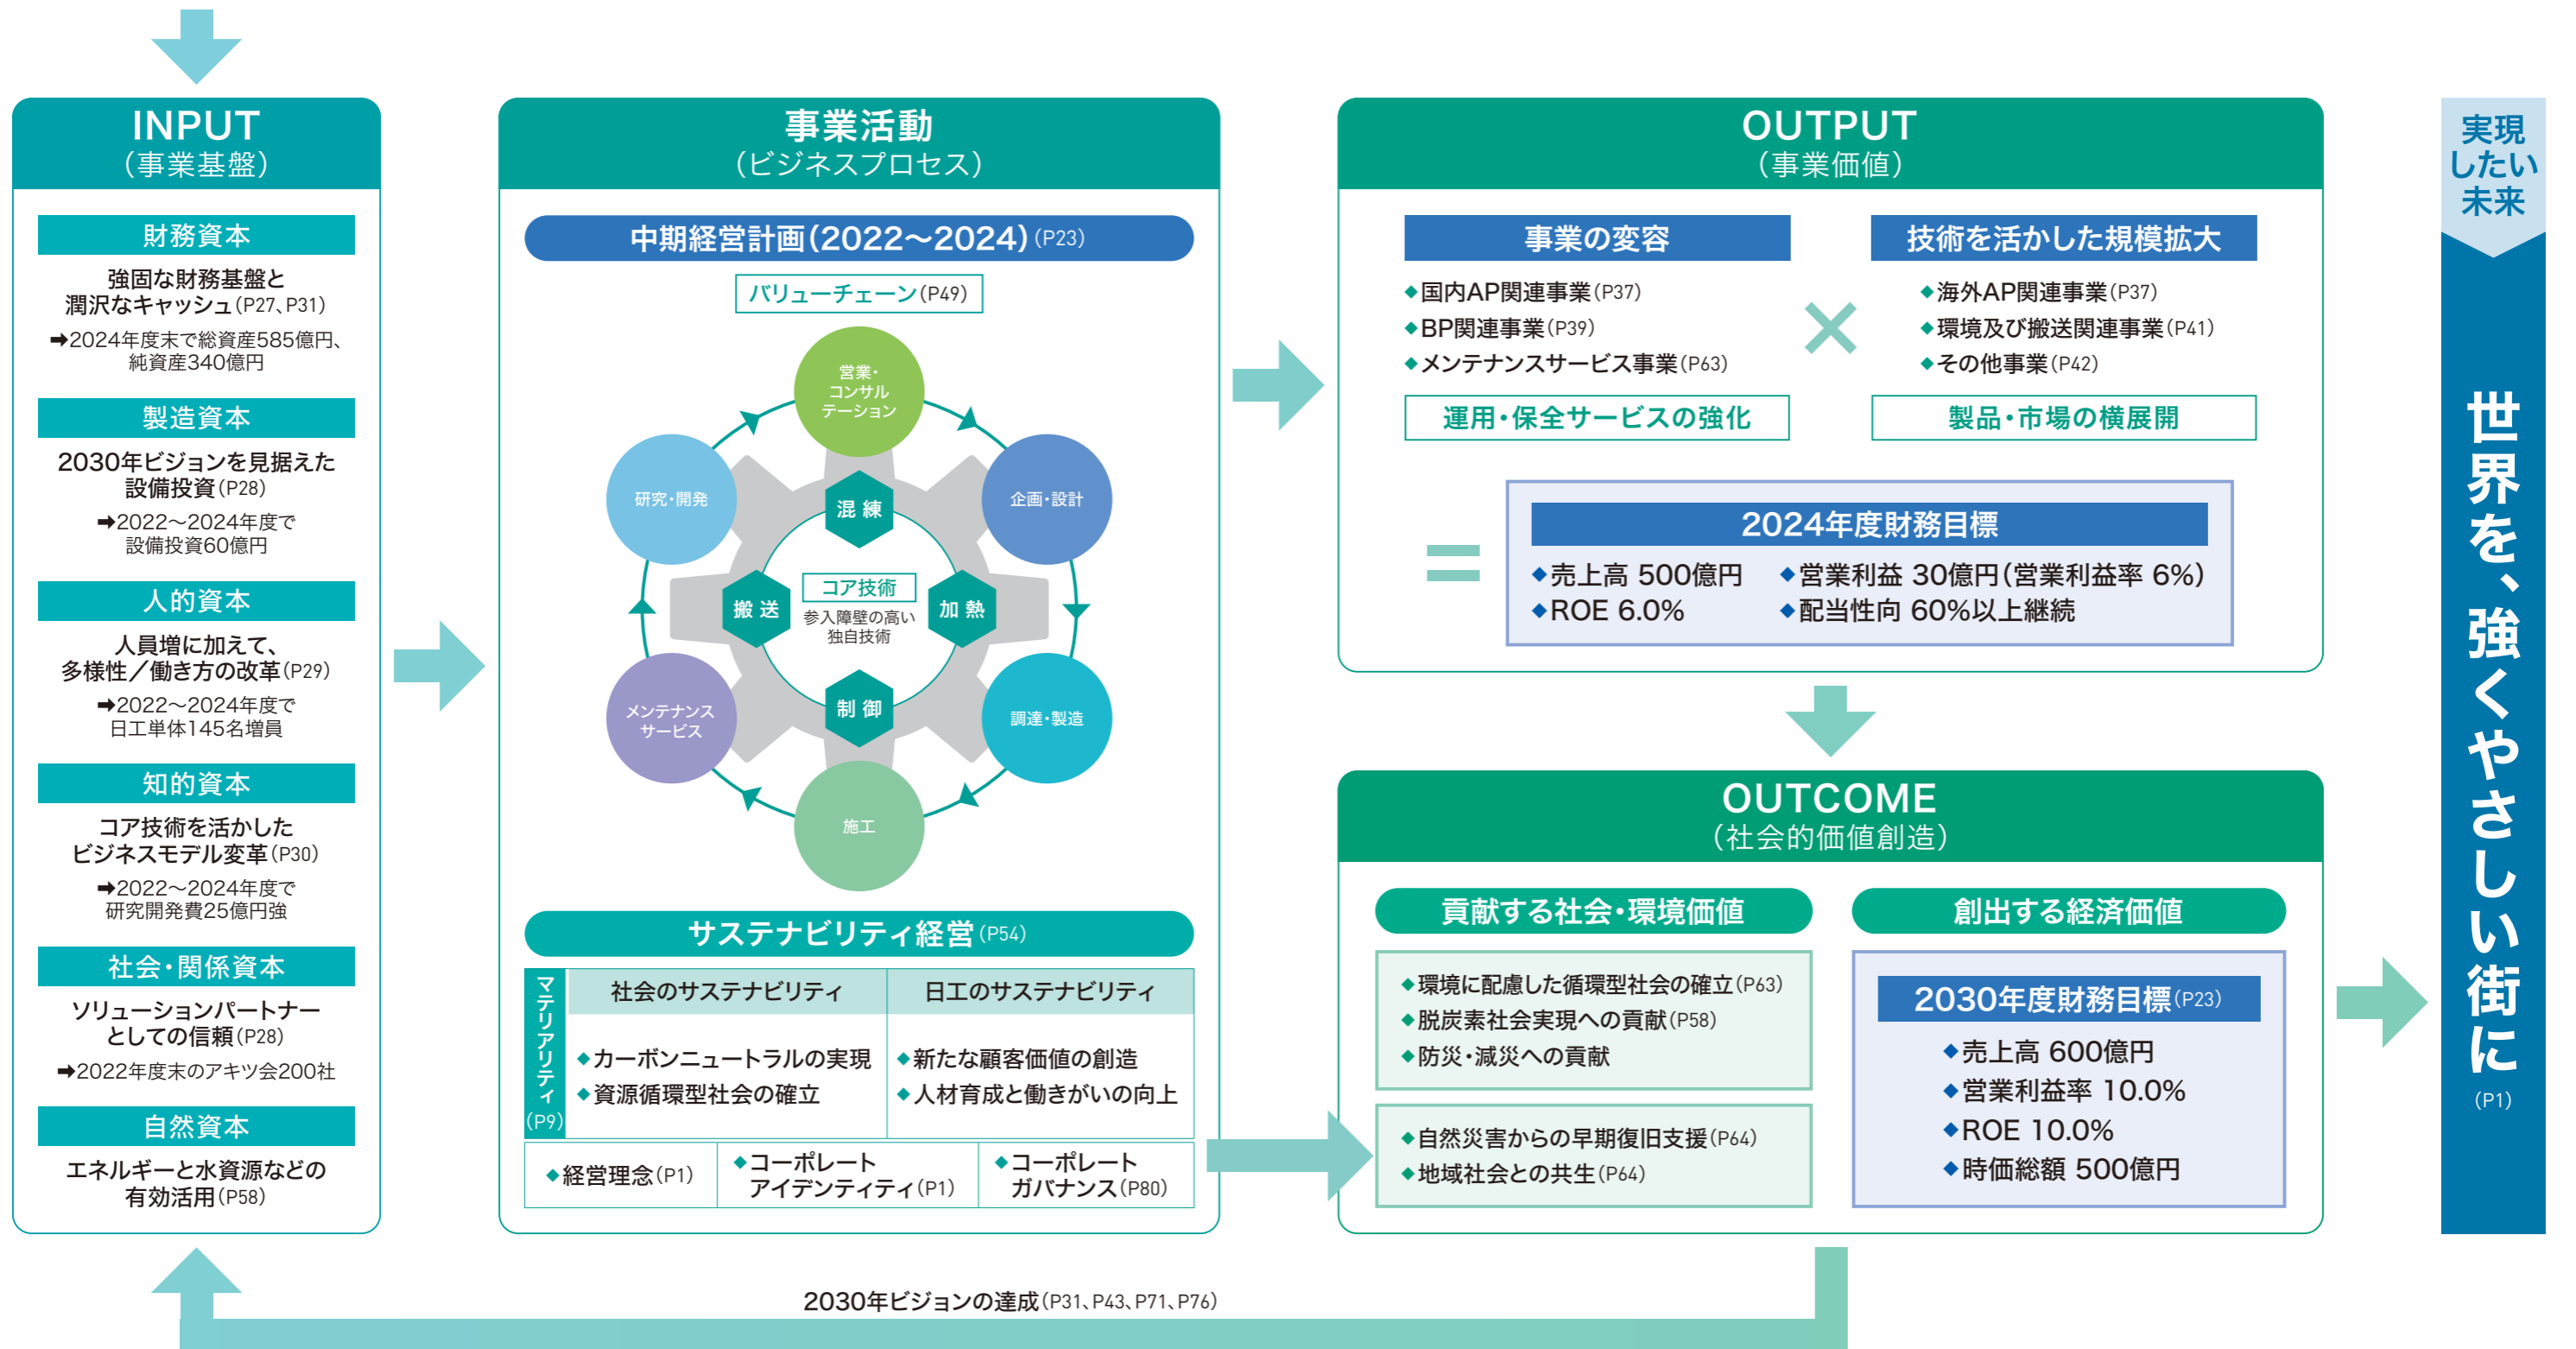 INPUT
（事業基盤）
財務資本
強固な財務基盤と
潤沢なキャッシュ（P27、P31）
➡2024年度末で総資産585億円、
純資産340億円
製造資本
2030年ビジョンを見据えた
設備投資（P28）
➡2022～2024年度で
設備投資60億円
人的資本
人員増に加えて、
多様性／働き方の改革（P29）
➡2022～2024年度で
日工単体145名増員
知的資本
コア技術を活かした
ビジネスモデル変革（P30）
➡2022～2024年度で
研究開発費25億円強
社会・関係資本
ソリューションパートナー
としての信頼（P28）
➡2022年度末のアキツ会200社
自然資本
エネルギーと水資源などの
有効活用（P58）
事業活動
（ビジネスプロセス）
中期経営計画（2022～2024）（P23）
バリューチェーン（P49）
営業・
コンサル
テーション
企画・設計
調達・製造
施工
メンテナンス
サービス
研究・開発
混練
加熱
制御
搬送
コア技術
参入障壁の高い
独自技術
サステナビリティ経営（P54）
マテリアリティ
（P9）
社会のサステナビリティ
◆カーボンニュートラルの実現
◆資源循環型社会の確立
日工のサステナビリティ
◆新たな顧客価値の創造
◆人材育成と働きがいの向上
◆経営理念（P1）
◆コーポレート
アイデンティティ（P1）
◆コーポレート
ガバナンス（P80）
OUTPUT
（事業価値）
事業の変容
◆国内AP関連事業（P37）
◆BP関連事業（P39）
◆メンテナンスサービス事業（P63）
運用・保全サービスの強化
×
技術を活かした規模拡大
◆海外AP関連事業（P37）
◆環境及び搬送関連事業（P41）
◆その他事業（P42）
製品・市場の横展開
=
2024年度財務目標
◆売上高 500億円 ◆営業利益 30億円（営業利益率 6%）
◆ROE 6.0% ◆配当性向 60%以上継続
OUTCOME
（社会的価値創造）
貢献する社会・環境価値
◆環境に配慮した循環型社会の確立（P63）
◆脱炭素社会実現への貢献（P58）
◆防災・減災への貢献
◆自然災害からの早期復旧支援（P64）
◆地域社会との共生（P64）
創出する経済価値
2030年度財務目標（P23）
◆売上高 600億円
◆営業利益率 10.0%
◆ROE 10.0%
◆時価総額 500億円
実現
したい
未来
世界を、強くやさしい街に
（P1）
2030年ビジョンの達成（P31、P43、P71、P76）